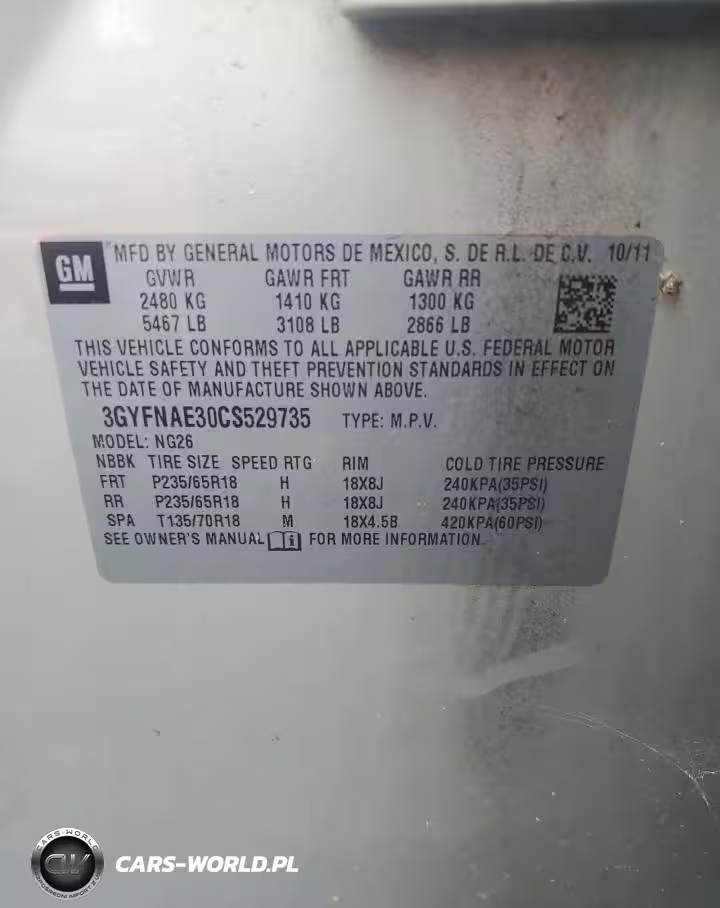 GM
MFD BY GENERAL MOTORS DE MEXICO, S. DE R.L. DE C.V. 10/11
GVWR GAWR FRT GAWR RR
2480 KG 1410 KG 1300 KG
5467 LB 3108 LB 2866 LB
THIS VEHICLE CONFORMS TO ALL APPLICABLE U.S. FEDERAL MOTOR
VEHICLE SAFETY AND THEFT PREVENTION STANDARDS IN EFFECT ON
THE DATE OF MANUFACTURE SHOWN ABOVE.
3GYFNAE30CS529735 TYPE: M.P.V.
MODEL: NG26
NBBK TIRE SIZE SPEED RTG RIM COLD TIRE PRESSURE
FRT P235/65R18 H 18X8J 240KPA(35PSI)
RR P235/65R18 H 18X8J 240KPA(35PSI)
SPA T135/70R18 M 18X4.5B 420KPA(60PSI)
SEE OWNER'S MANUAL FOR MORE INFORMATION.
CARS-WORLD
CARS-WORLD.PL